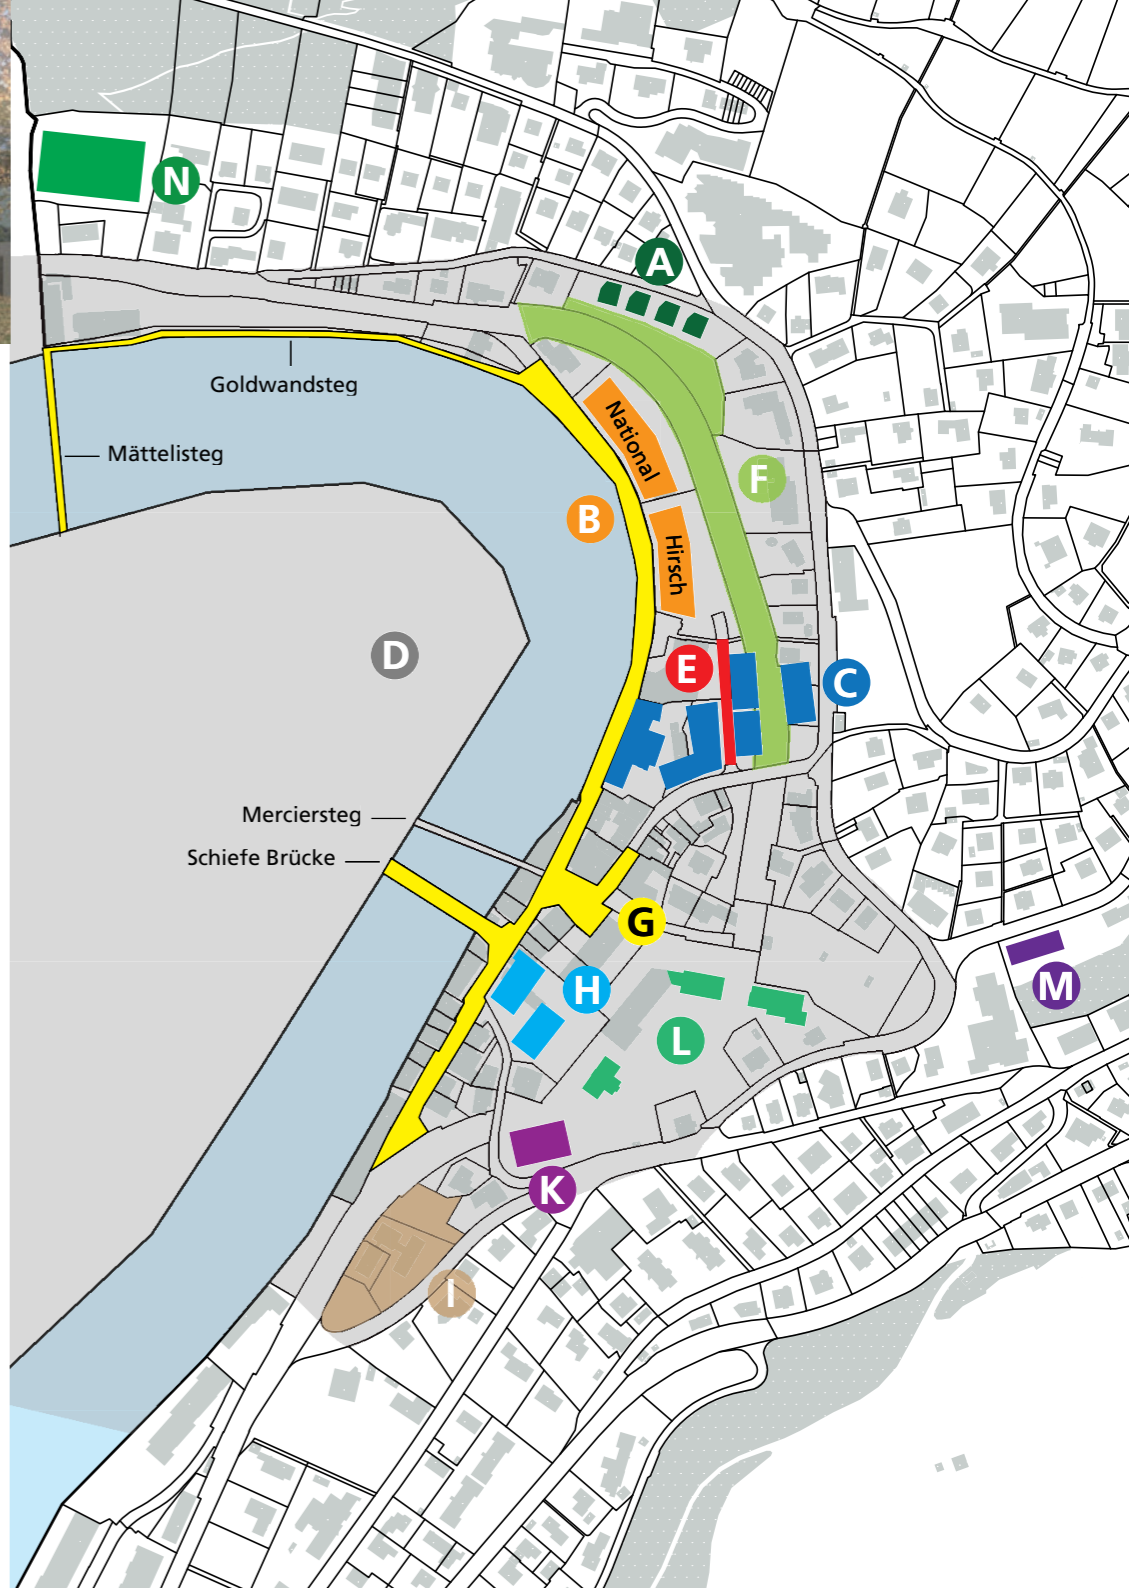 N
A
Goldwandsteg
National
Mättelisteg
F
B
Hirsch
D
E
C
Merciersteg
Schiefe Brücke
G
H
M
L
K
I